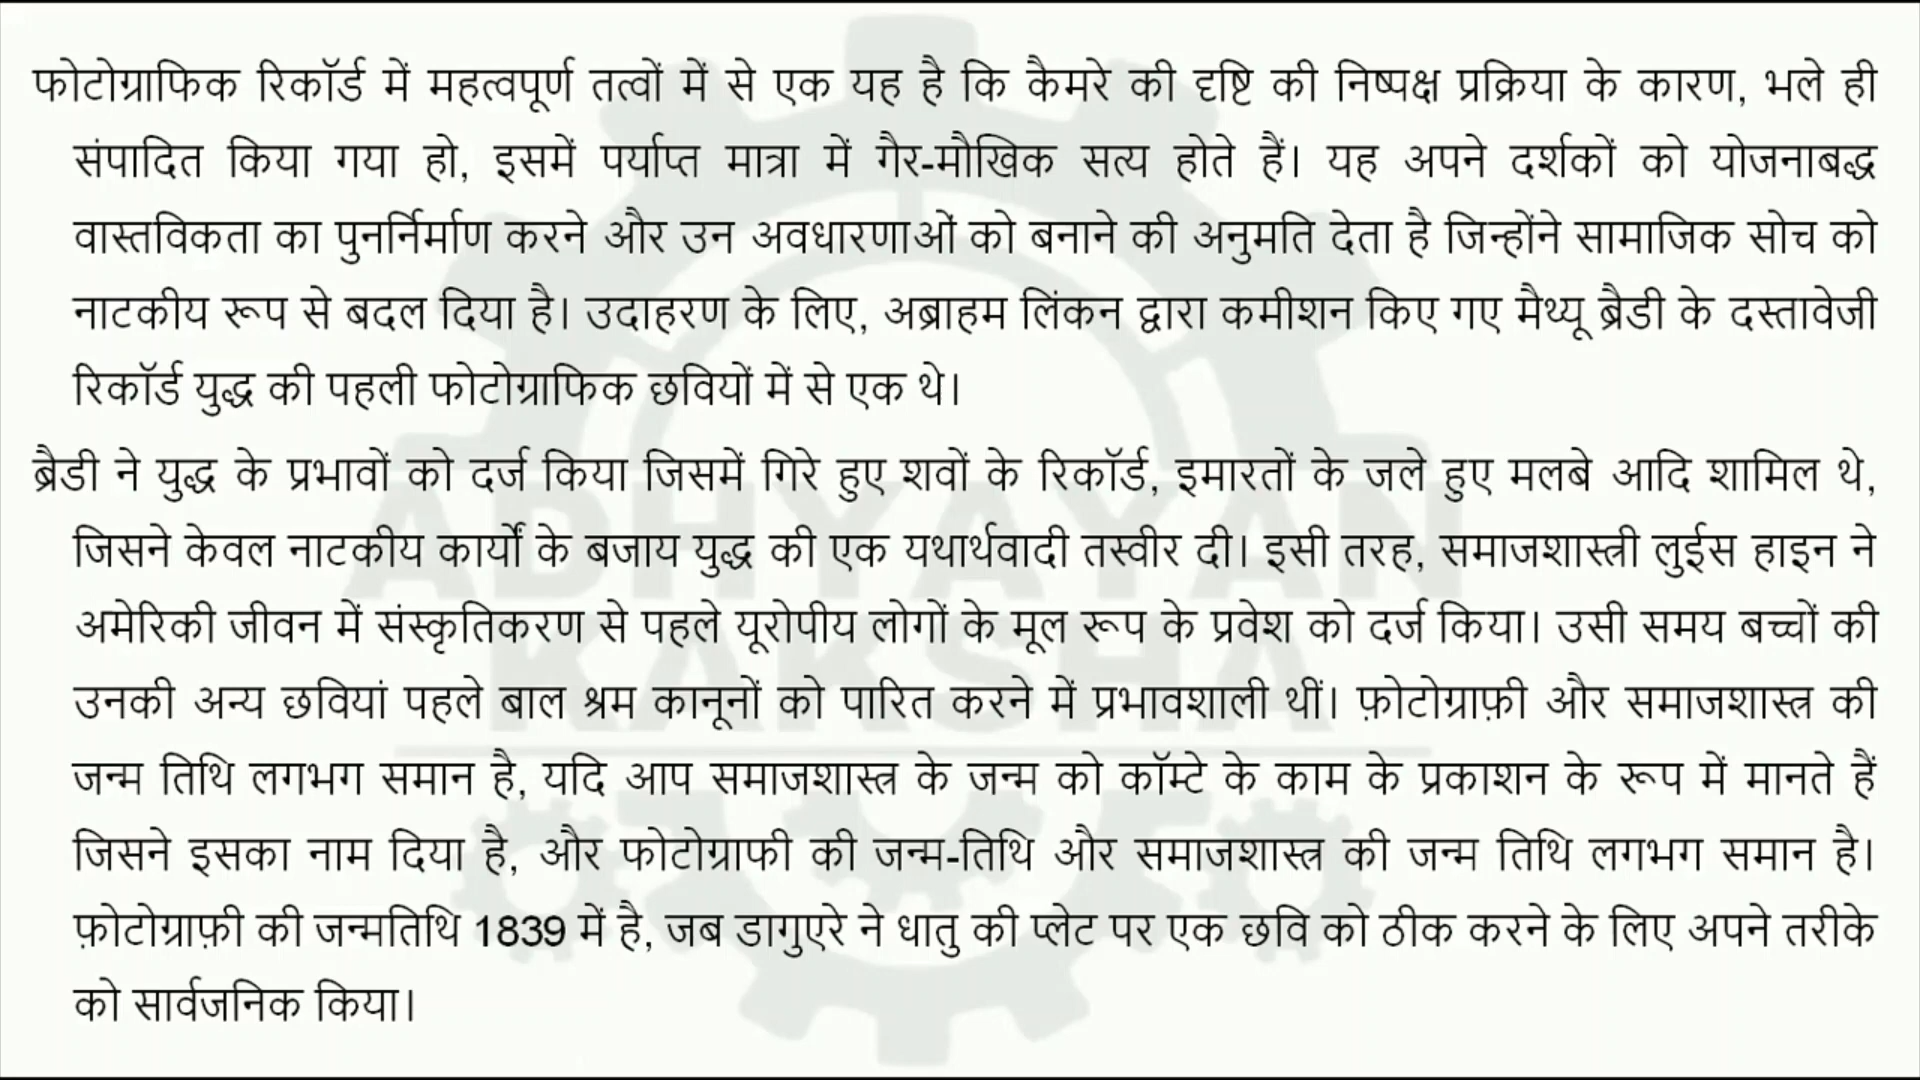 फोटोग्राफिक रिकॉर्ड में महत्वपूर्ण तत्वों में से एक यह है कि कैमरे की दृष्टि की निष्पक्ष प्रक्रिया के कारण, भले ही
संपादित किया गया हो, इसमें पर्याप्त मात्रा में गैर-मौखिक सत्य होते हैं। यह अपने दर्शकों को योजनाबद्ध
वास्तविकता का पुनर्निर्माण करने और उन अवधारणाओं को बनाने की अनुमति देता है जिन्होंने सामाजिक सोच को
नाटकीय रूप से बदल दिया है। उदाहरण के लिए, अब्राहम लिंकन द्वारा कमीशन किए गए मैथ्यू ब्रैडी के दस्तावेजी
रिकॉर्ड युद्ध की पहली फोटोग्राफिक छवियों में से एक थे।
ब्रैडी ने युद्ध के प्रभावों को दर्ज किया जिसमें गिरे हुए शवों के रिकॉर्ड, इमारतों के जले हुए मलबे आदि शामिल थे,
जिसने केवल नाटकीय कार्यों के बजाय युद्ध की एक यथार्थवादी तस्वीर दी। इसी तरह, समाजशास्त्री लुईस हाइन ने
अमेरिकी जीवन में संस्कृतिकरण से पहले यूरोपीय लोगों के मूल रूप के प्रवेश को दर्ज किया। उसी समय बच्चों की
उनकी अन्य छवियां पहले बाल श्रम कानूनों को पारित करने में प्रभावशाली थीं। फ़ोटोग्राफ़ी और समाजशास्त्र की
जन्म तिथि लगभग समान है, यदि आप समाजशास्त्र के जन्म को कॉम्टे के काम के प्रकाशन के रूप में मानते हैं
जिसने इसका नाम दिया है, और फोटोग्राफी की जन्म-तिथि और समाजशास्त्र की जन्म तिथि लगभग समान है।
फ़ोटोग्राफ़ी की जन्मतिथि 1839 में है, जब डागुएरे ने धातु की प्लेट पर एक छवि को ठीक करने के लिए अपने तरीके
को सार्वजनिक किया।
ADHYAYAN
KAKSHA